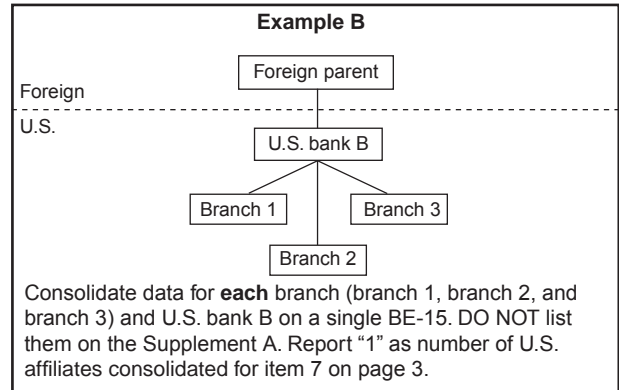 Example B
Foreign parent
Foreign
U.S.
U.S. bank B
Branch 1
Branch 3
Branch 2
Consolidate data for each branch (branch 1, branch 2, and
branch 3) and U.S. bank B on a single BE-15. DO NOT list
them on the Supplement A. Report “1” as number of U.S.
affiliates consolidated for item 7 on page 3.